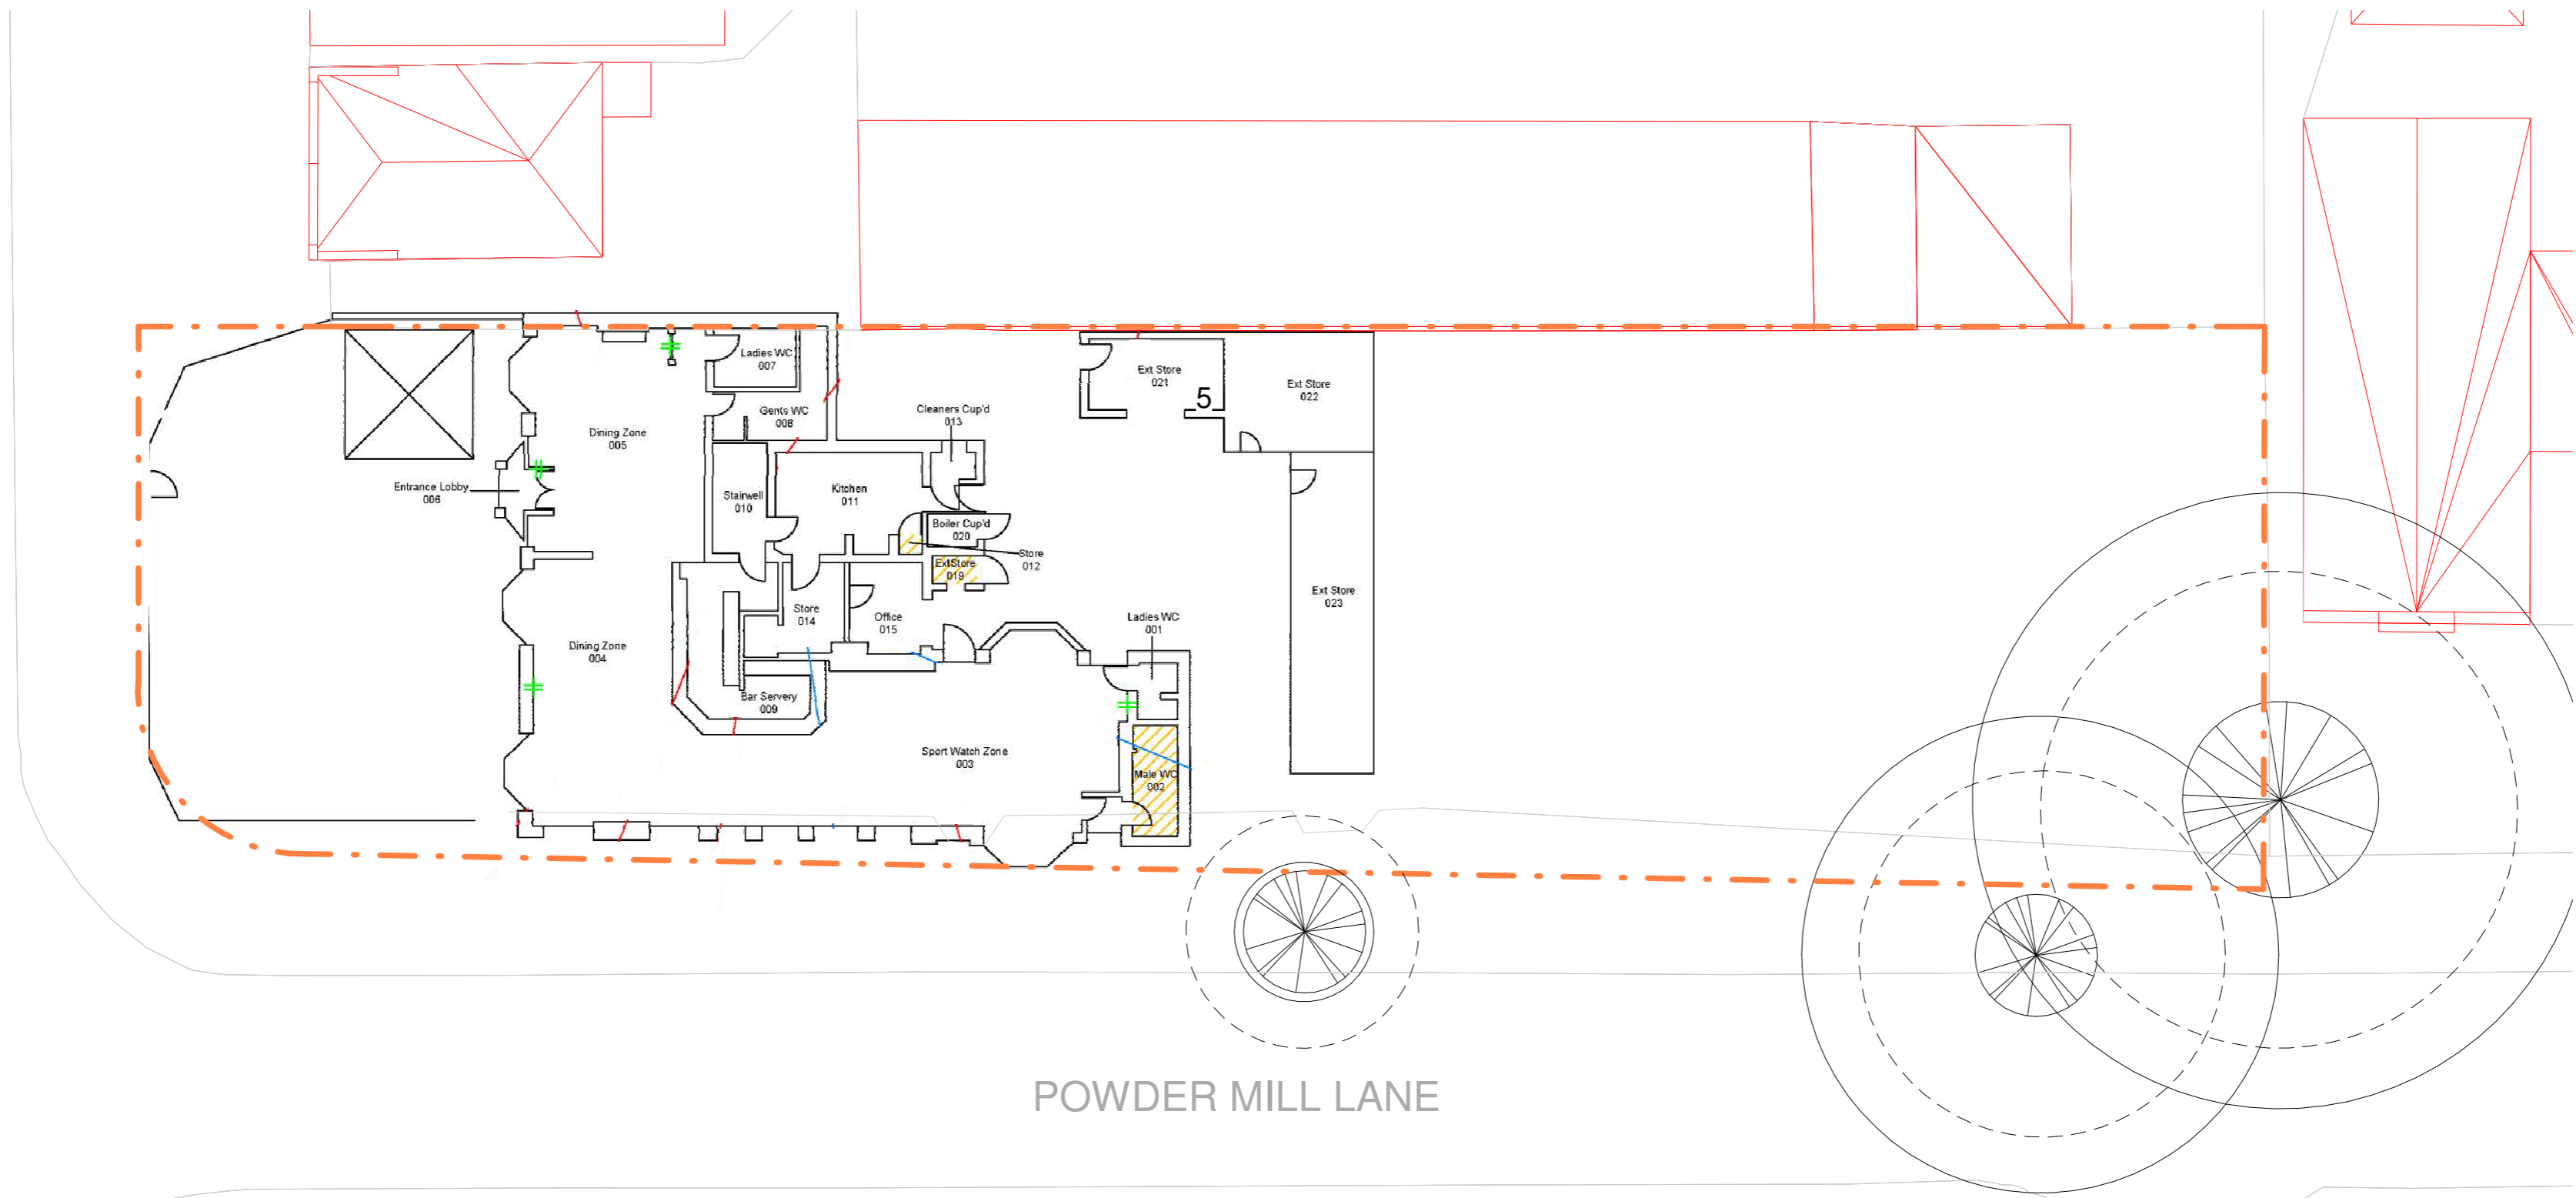 Ladies WC
007
Ext Store
021
5
Ext Store
022
Gents WC
008
Cleaners Cup'd
013
Dining Zone
005
Entrance Lobby
006
Stairwell
010
Kitchen
011
Boiler Cup'd
020
Store
012
Ext Store
019
Ext Store
023
Store
014
Office
015
Ladies WC
001
Dining Zone
004
Bar Servery
009
Sport Watch Zone
003
Male WC
002
POWDER MILL LANE